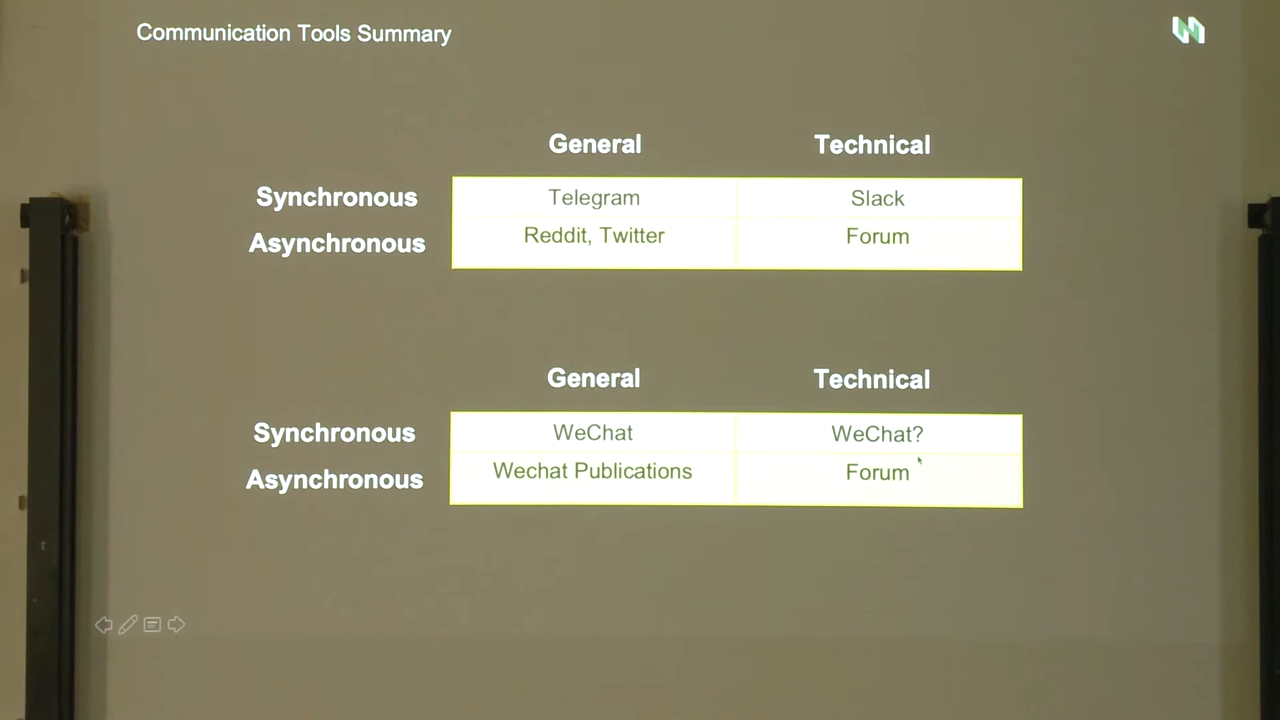 Communication Tools Summary
General Technical
Synchronous Telegram Slack
Asynchronous Reddit, Twitter Forum
General Technical
Synchronous WeChat WeChat?
Asynchronous Wechat Publications Forum